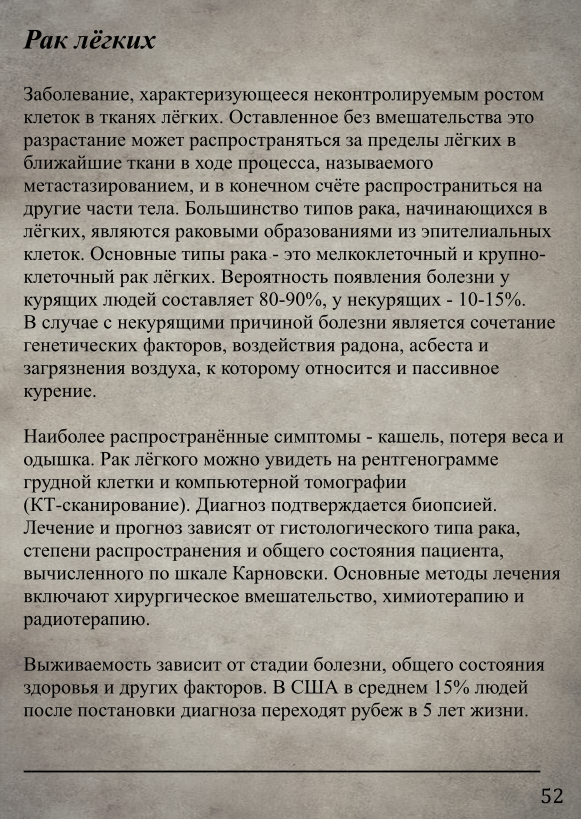 Рак лёгких
Заболевание, характеризующееся неконтролируемым ростом
клеток в тканях лёгких. Оставленное без вмешательства это
разрастание может распространяться за пределы лёгких в
ближайшие ткани в ходе процесса, называемого
метастазированием, и в конечном счёте распространиться на
другие части тела. Большинство типов рака, начинающихся в
лёгких, являются раковыми образованиями из эпителиальных
клеток. Основные типы рака - это мелкоклеточный и крупно-
клеточный рак лёгких. Вероятность появления болезни у
курящих людей составляет 80-90%, у некурящих - 10-15%.
В случае с некурящими причиной болезни является сочетание
генетических факторов, воздействия радона, асбеста и
загрязнения воздуха, к которому относится и пассивное
курение.
Наиболее распространённые симптомы - кашель, потеря веса и
одышка. Рак лёгкого можно увидеть на рентгенограмме
грудной клетки и компьютерной томографии
(КТ-сканирование). Диагноз подтверждается биопсией.
Лечение и прогноз зависят от гистологического типа рака,
степени распространения и общего состояния пациента,
вычисленного по шкале Карновски. Основные методы лечения
включают хирургическое вмешательство, химиотерапию и
радиотерапию.
Выживаемость зависит от стадии болезни, общего состояния
здоровья и других факторов. В США в среднем 15% людей
после постановки диагноза переходят рубеж в 5 лет жизни.
52